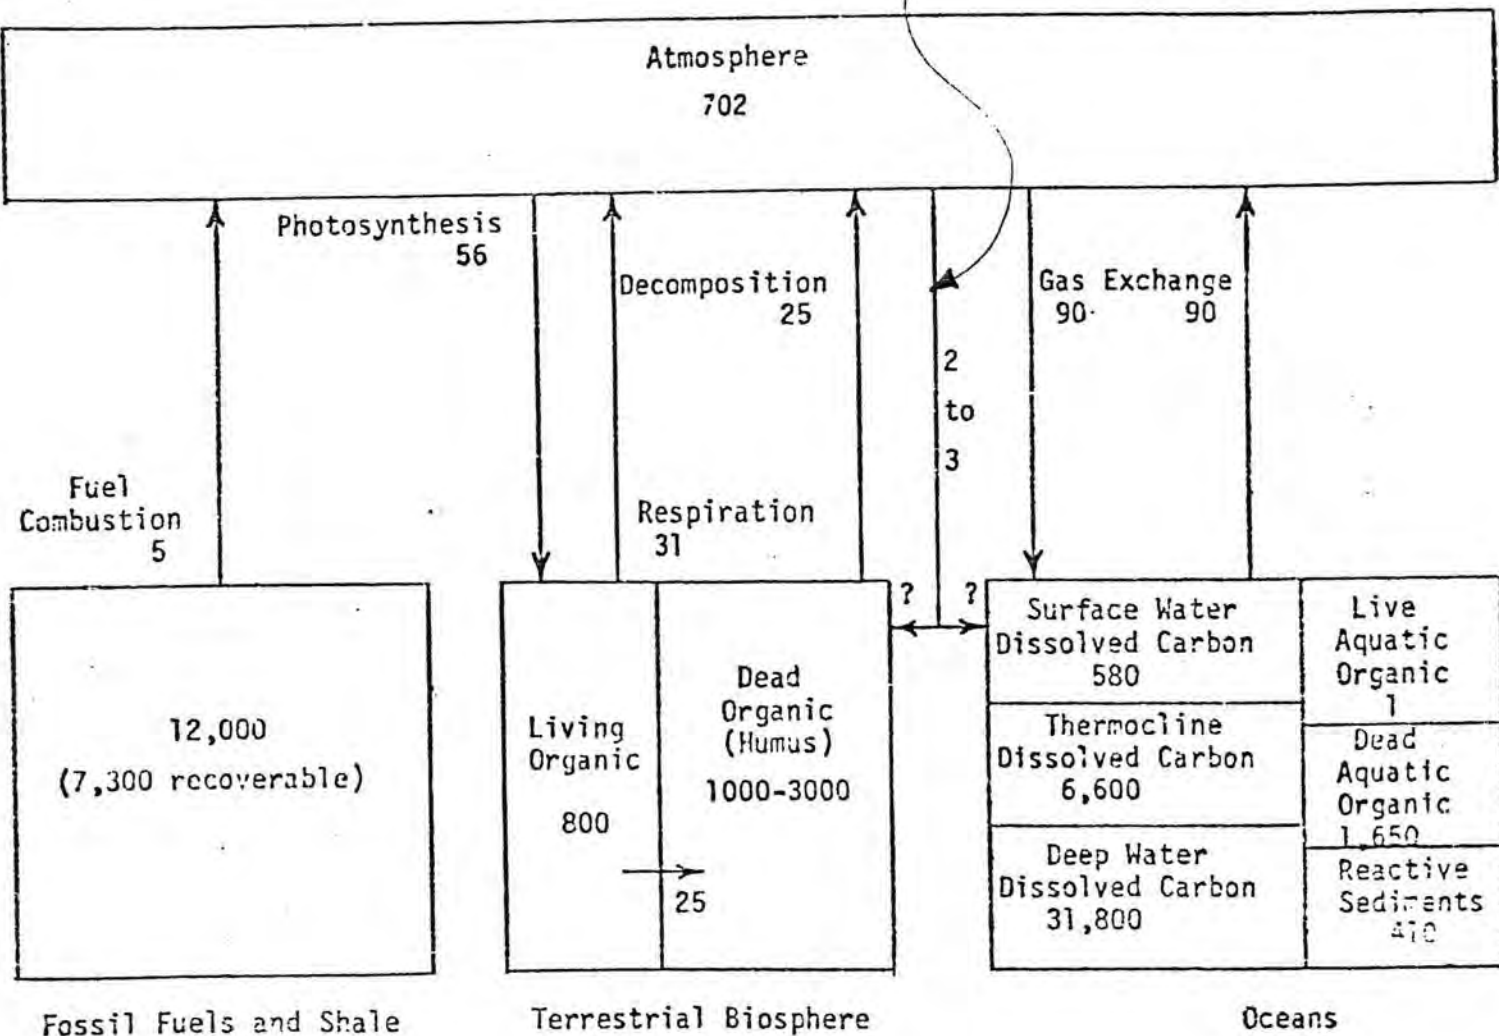 Atmosphere
702
Photosynthesis
56
Decomposition
25
Gas Exchange
90 90
2
to
3
Fuel
Combustion
5
Respiration
31
? ?
12,000
(7,300 recoverable)
Living
Organic
800
25
Dead
Organic
(Humus)
1000-3000
Surface Water
Dissolved Carbon
580
Thermocline
Dissolved Carbon
6,600
Deep Water
Dissolved Carbon
31,800
Live
Aquatic
Organic
1
Dead
Aquatic
Organic
1,650
Reactive
Sediments
Fossil Fuels and Shale
Terrestrial Biosphere
Oceans